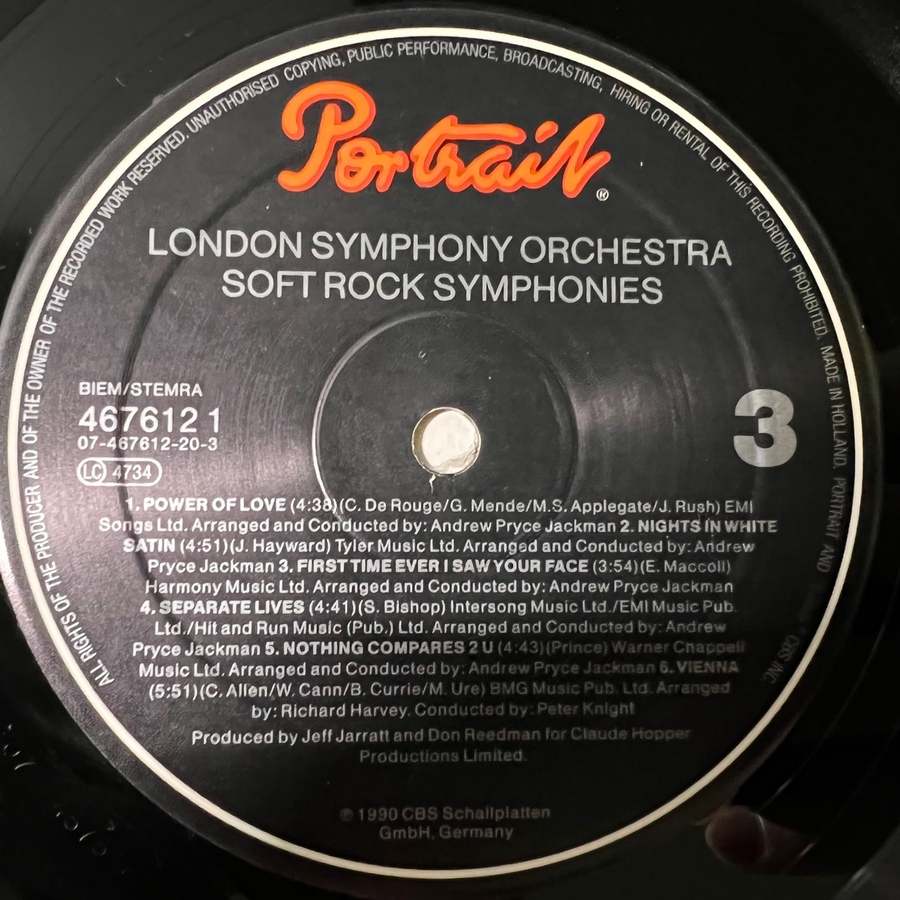 ALL RIGHTS OF THE PRODUCER AND OF THE OWNER OF THE RECORDED WORK RESERVED. UNAUTHORISED COPYING, PUBLIC PERFORMANCE, BROADCASTING, HIRING OR RENTAL OF THIS RECORDING PROHIBITED. MADE IN HOLLAND. PORTRAIT AND CBS INC
Portrait®
LONDON SYMPHONY ORCHESTRA
SOFT ROCK SYMPHONIES
BIEM/STEMRA
467612 1
07-467612-20-3
LC 4734
3
1. POWER OF LOVE (4:38)(C. De Rouge/G. Mende/M.S. Applegate/J. Rush) EMI
Songs Ltd. Arranged and Conducted by: Andrew Pryce Jackman 2. NIGHTS IN WHITE
SATIN (4:51)(J. Hayward) Tyler Music Ltd. Arranged and Conducted by: Andrew
Pryce Jackman 3. FIRST TIME EVER I SAW YOUR FACE (3:54)(E. Maccoll)
Harmony Music Ltd. Arranged and Conducted by: Andrew Pryce Jackman
4. SEPARATE LIVES (4:41)(S. Bishop) Intersong Music Ltd./EMI Music Pub.
Ltd./Hit and Run Music (Pub.) Ltd. Arranged and Conducted by: Andrew
Pryce Jackman 5. NOTHING COMPARES 2 U (4:43)(Prince) Warner Chappell
Music Ltd. Arranged and Conducted by: Andrew Pryce Jackman 6. VIENNA
(5:51)(C. Allen/W. Cann/B. Currie/M. Ure) BMG Music Pub. Ltd. Arranged
by: Richard Harvey. Conducted by: Peter Knight
Produced by Jeff Jarratt and Don Reedman for Claude Hopper
Productions Limited.
℗ 1990 CBS Schallplatten
GmbH, Germany